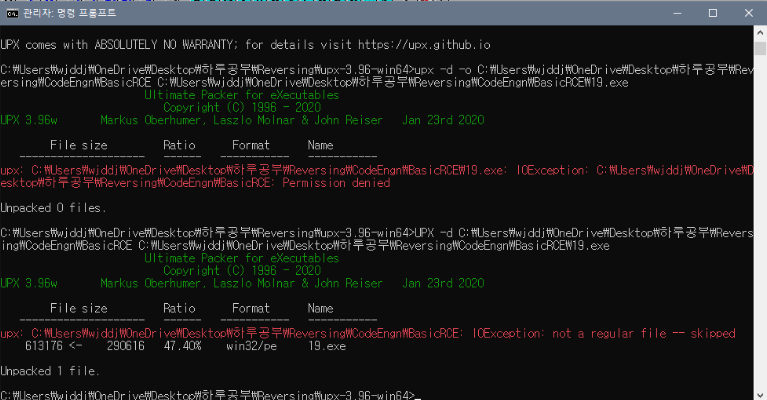 관리자: 명령 프롬프트
UPX comes with ABSOLUTELY NO WARRANTY; for details visit https://upx.github.io
C:₩Users₩wjddj₩OneDrive₩Desktop₩하루공부₩Reversing₩upx-3.96-win64>upx -d -o C:₩Users₩wjddj₩OneDrive₩Desktop₩하루공부₩Rev
ersing₩CodeEngn₩BasicRCE C:₩Users₩wjddj₩OneDrive₩Desktop₩하루공부₩Reversing₩CodeEngn₩BasicRCE₩19.exe
Ultimate Packer for eXecutables
Copyright (C) 1996 - 2020
UPX 3.96w Markus Oberhumer, Laszlo Molnar & John Reiser Jan 23rd 2020
File size Ratio Format Name
-------------------- ------ ----------- -----------
upx: C:₩Users₩wjddj₩OneDrive₩Desktop₩하루공부₩Reversing₩CodeEngn₩BasicRCE₩19.exe: IOException: C:₩Users₩wjddj₩OneDrive₩D
esktop₩하루공부₩Reversing₩CodeEngn₩BasicRCE: Permission denied
Unpacked 0 files.
C:₩Users₩wjddj₩OneDrive₩Desktop₩하루공부₩Reversing₩upx-3.96-win64>UPX -d C:₩Users₩wjddj₩OneDrive₩Desktop₩하루공부₩Revers
ing₩CodeEngn₩BasicRCE C:₩Users₩wjddj₩OneDrive₩Desktop₩하루공부₩Reversing₩CodeEngn₩BasicRCE₩19.exe
Ultimate Packer for eXecutables
Copyright (C) 1996 - 2020
UPX 3.96w Markus Oberhumer, Laszlo Molnar & John Reiser Jan 23rd 2020
File size Ratio Format Name
-------------------- ------ ----------- -----------
upx: C:₩Users₩wjddj₩OneDrive₩Desktop₩하루공부₩Reversing₩CodeEngn₩BasicRCE: IOException: not a regular file -- skipped
613176 <- 290616 47.40% win32/pe 19.exe
Unpacked 1 file.
C:₩Users₩wjddj₩OneDrive₩Desktop₩하루공부₩Reversing₩upx-3.96-win64>_